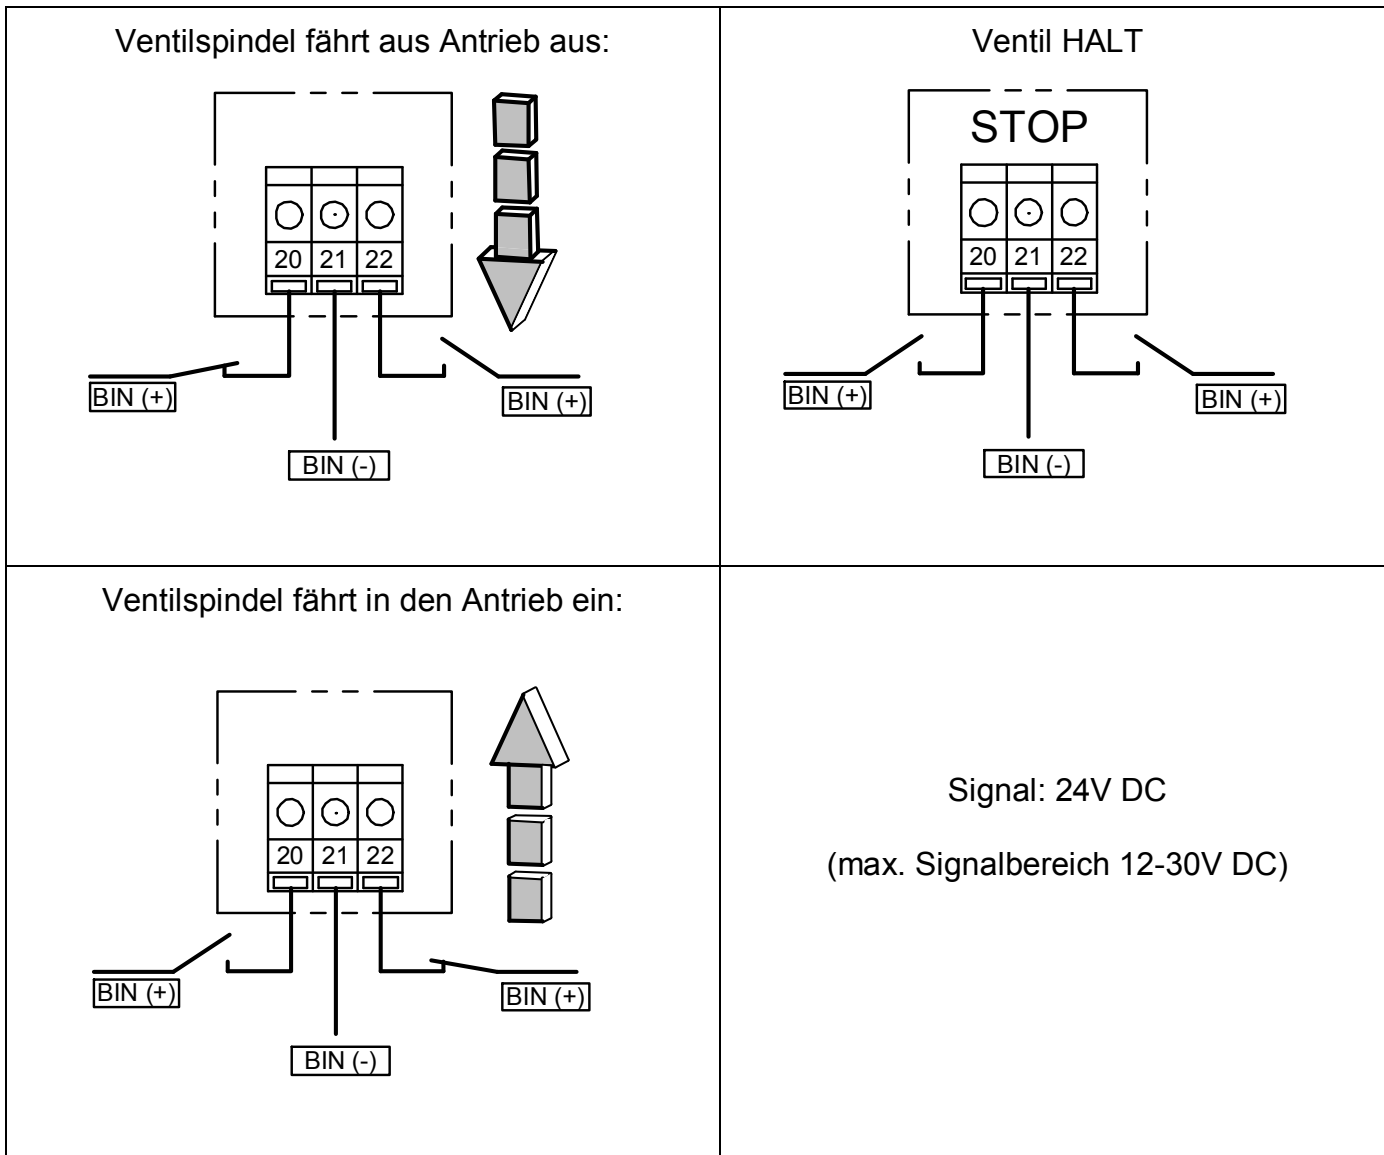 Ventilspindel fährt aus Antrieb aus:
20 21 22
BIN (+)
BIN (+)
BIN (-)
Ventil HALT
STOP
20 21 22
BIN (+)
BIN (+)
BIN (-)
Ventilspindel fährt in den Antrieb ein:
20 21 22
BIN (+)
BIN (+)
BIN (-)
Signal: 24V DC
(max. Signalbereich 12-30V DC)